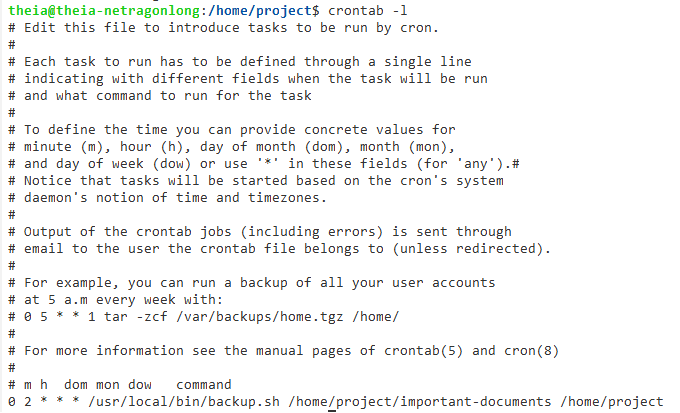 theia@theia-netragonlong:/home/project$ crontab -l
# Edit this file to introduce tasks to be run by cron.
#
# Each task to run has to be defined through a single line
# indicating with different fields when the task will be run
# and what command to run for the task
#
# To define the time you can provide concrete values for
# minute (m), hour (h), day of month (dom), month (mon),
# and day of week (dow) or use '*' in these fields (for 'any').#
# Notice that tasks will be started based on the cron's system
# daemon's notion of time and timezones.
#
# Output of the crontab jobs (including errors) is sent through
# email to the user the crontab file belongs to (unless redirected).
#
# For example, you can run a backup of all your user accounts
# at 5 a.m every week with:
# 0 5 * * 1 tar -zcf /var/backups/home.tgz /home/
#
# For more information see the manual pages of crontab(5) and cron(8)
#
# m h  dom mon dow   command
0 2 * * * /usr/local/bin/backup.sh /home/project/important-documents /home/project